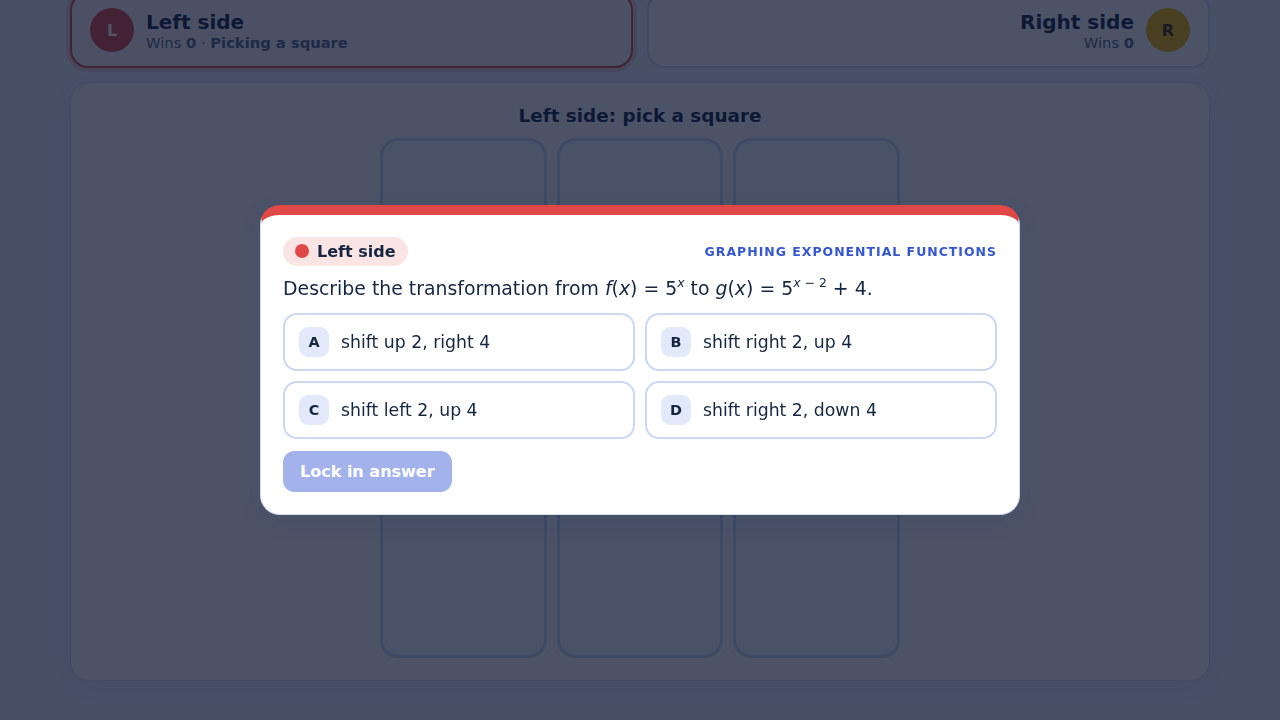 L
Left side
Wins 0 · Picking a square
Right side
Wins 0
R
Left side: pick a square
Left side
GRAPHING EXPONENTIAL FUNCTIONS
Describe the transformation from f(x) = 5^x to g(x) = 5^(x − 2) + 4.
A shift up 2, right 4
B shift right 2, up 4
C shift left 2, up 4
D shift right 2, down 4
Lock in answer